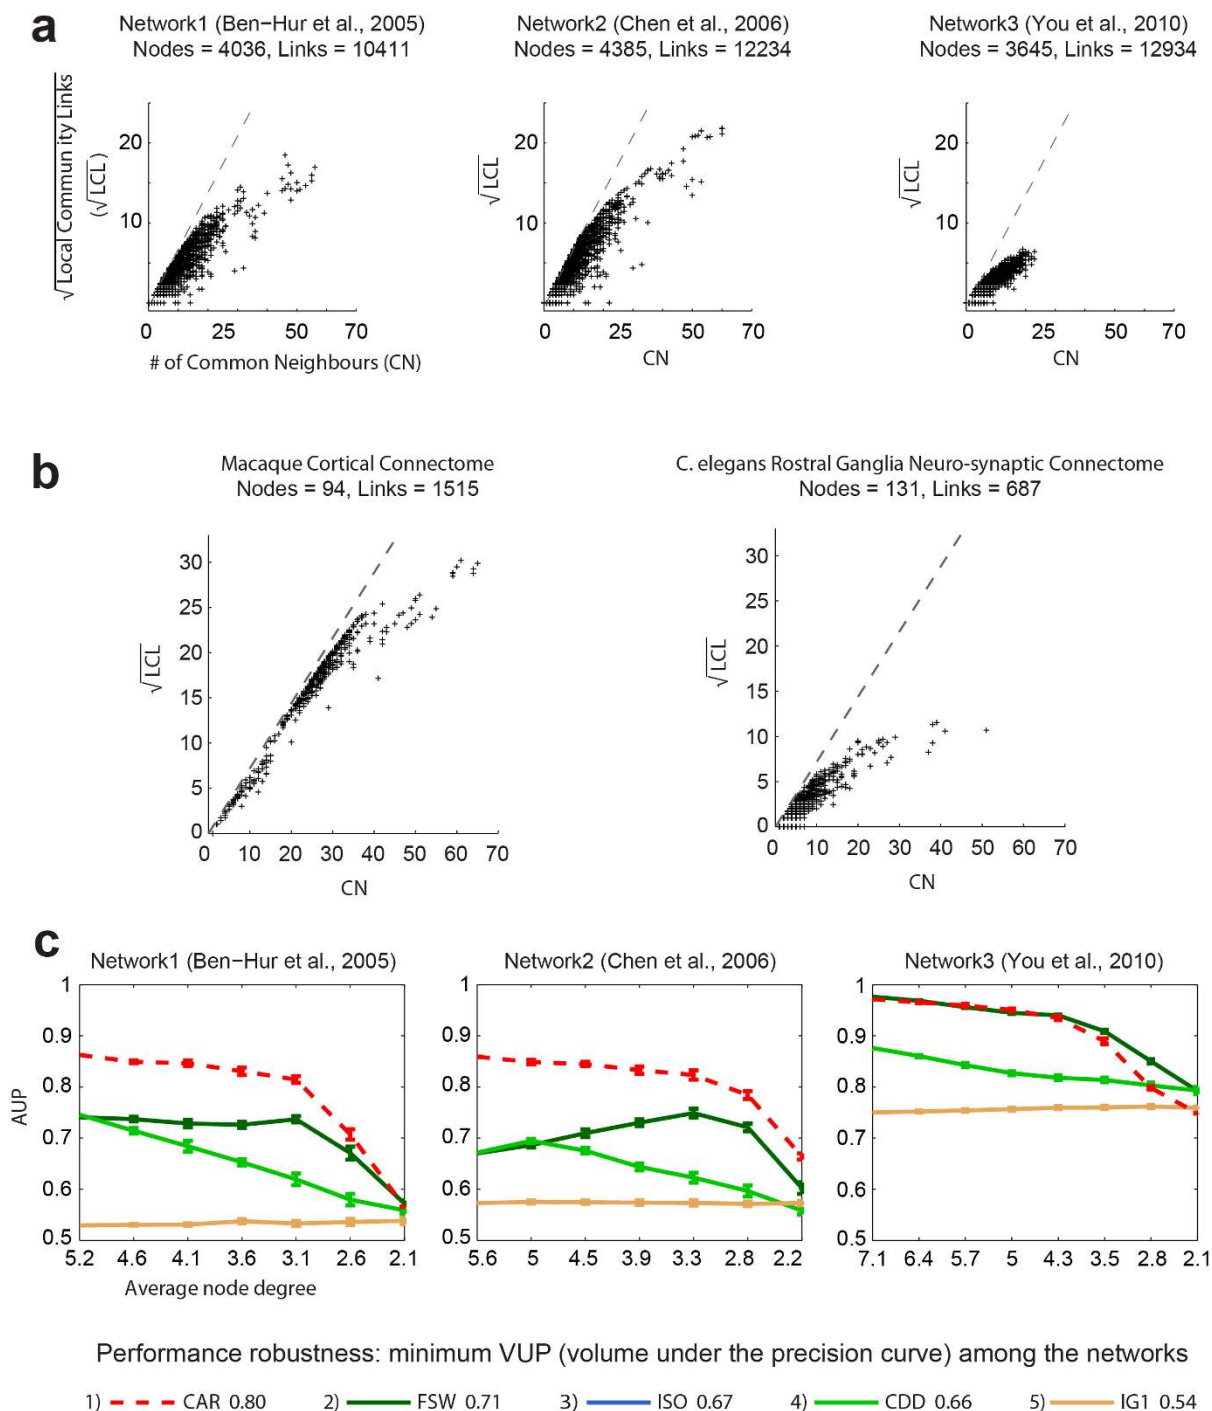 a
Network1 (Ben−Hur et al., 2005)
Nodes = 4036, Links = 10411
Network2 (Chen et al., 2006)
Nodes = 4385, Links = 12234
Network3 (You et al., 2010)
Nodes = 3645, Links = 12934
√Local Commun ity Links
(√LCL )
20
10
0 25 50 70
# of Common Neighbours (CN)
√LCL
20
10
0 25 50 70
CN
√LCL
20
10
0 25 50 70
CN
b
Macaque Cortical Connectome
Nodes = 94, Links = 1515
C. elegans Rostral Ganglia Neuro-synaptic Connectome
Nodes = 131, Links = 687
√LCL
30
25
20
15
10
5
0
0 10 20 30 40 50 60 70
CN
√LCL
30
25
20
15
10
5
0
0 10 20 30 40 50 60 70
CN
c
Network1 (Ben−Hur et al., 2005)
Network2 (Chen et al., 2006)
Network3 (You et al., 2010)
AUP
1
0.9
0.8
0.7
0.6
0.5
5.2 4.6 4.1 3.6 3.1 2.6 2.1
Average node degree
1
0.9
0.8
0.7
0.6
0.5
5.6 5 4.5 3.9 3.3 2.8 2.2
1
0.9
0.8
0.7
0.6
0.5
7.1 6.4 5.7 5 4.3 3.5 2.8 2.1
Performance robustness: minimum VUP (volume under the precision curve) among the networks
1) CAR 0.80 2) FSW 0.71 3) ISO 0.67 4) CDD 0.66 5) IG1 0.54